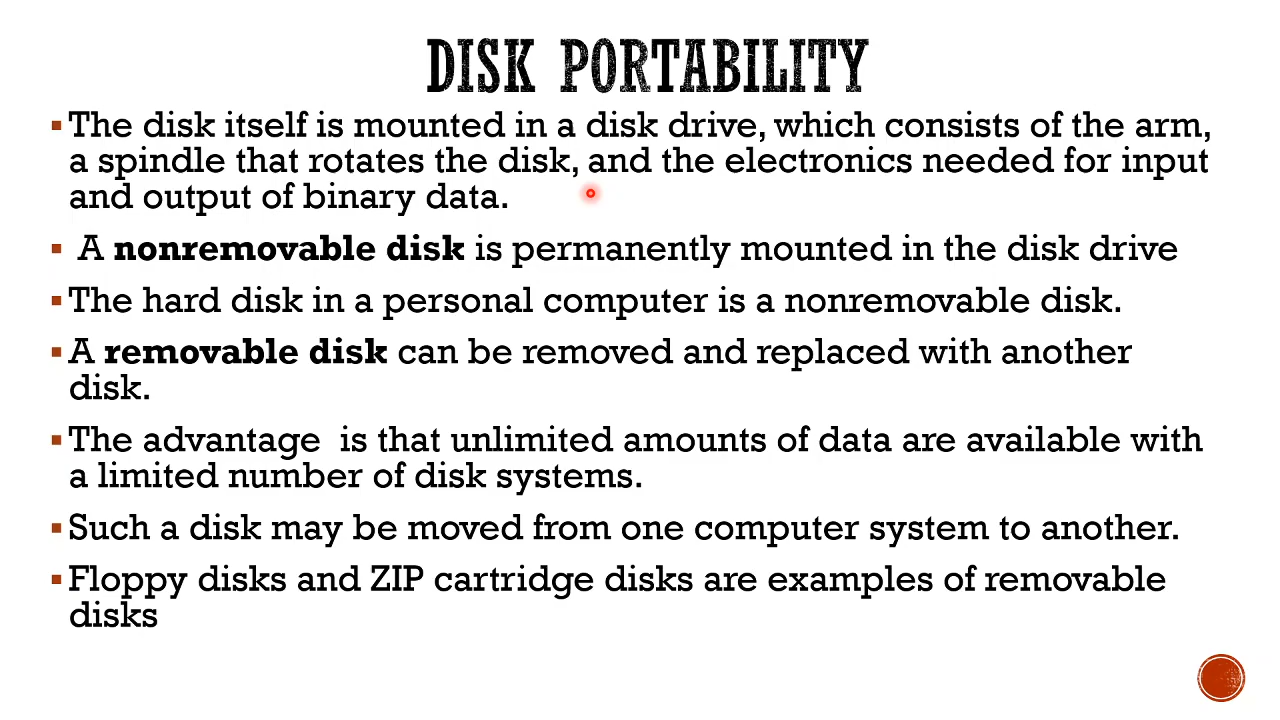 DISK PORTABILITY
▪ The disk itself is mounted in a disk drive, which consists of the arm,
a spindle that rotates the disk, and the electronics needed for input
and output of binary data.
▪ A nonremovable disk is permanently mounted in the disk drive
▪ The hard disk in a personal computer is a nonremovable disk.
▪ A removable disk can be removed and replaced with another
disk.
▪ The advantage is that unlimited amounts of data are available with
a limited number of disk systems.
▪ Such a disk may be moved from one computer system to another.
▪ Floppy disks and ZIP cartridge disks are examples of removable
disks